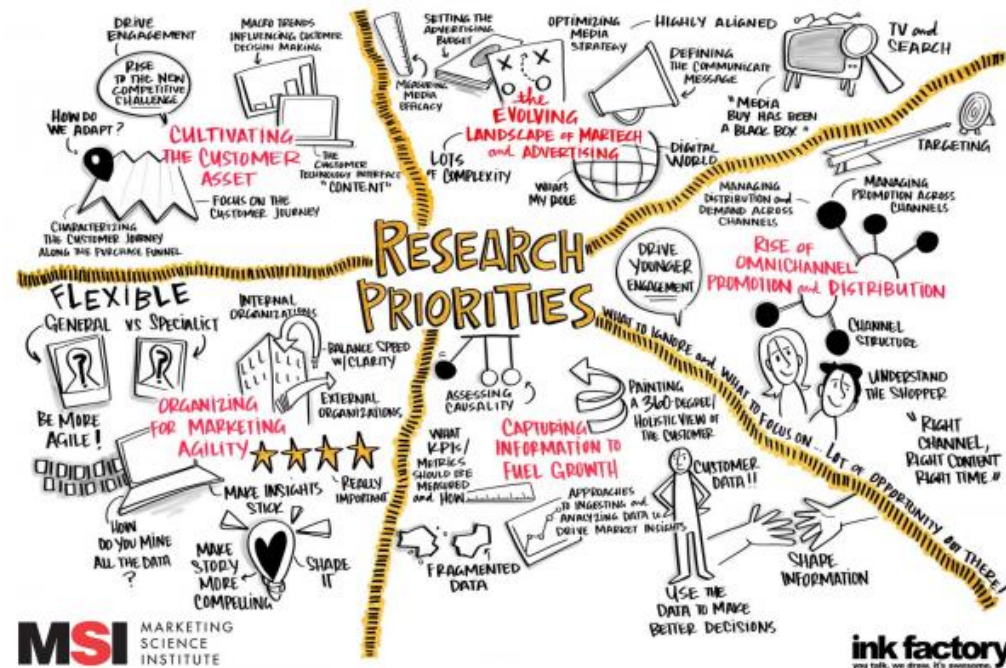 DRIVE
ENGAGEMENT
RISE
TO THE NEW
COMPETITIVE
CHALLENGE
HOW DO
WE ADAPT?
MACRO TRENDS
INFLUENCING CUSTOMER
DECISION MAKING
CULTIVATING
THE CUSTOMER
ASSET
THE
CUSTOMER
TECHNOLOGY INTERFACE
"CONTENT"
FOCUS ON THE
CUSTOMER JOURNEY
CHARACTERIZING
THE CUSTOMER JOURNEY
ALONG THE PURCHASE FUNNEL
SETTING THE
ADVERTISING
BUDGET
MEASURING
MEDIA
EFFICACY
OPTIMIZING
MEDIA
STRATEGY
HIGHLY ALIGNED
DEFINING
THE COMMUNICATE
MESSAGE
TV and
SEARCH
"MEDIA
BUY HAS BEEN
A BLACK BOX"
the
EVOLVING
LANDSCAPE of MARTECH
and ADVERTISING
LOTS
OF COMPLEXITY
WHAT'S
MY ROLE
DIGITAL
WORLD
TARGETING
MANAGING
DISTRIBUTION and
DEMAND ACROSS
CHANNELS
MANAGING
PROMOTION ACROSS
CHANNELS
RISE OF
OMNICHANNEL
PROMOTION and DISTRIBUTION
DRIVE
YOUNGER
ENGAGEMENT
CHANNEL
STRUCTURE
UNDERSTAND
THE SHOPPER
"RIGHT
CHANNEL,
RIGHT CONTENT
RIGHT TIME"
RESEARCH
PRIORITIES
WHAT TO IGNORE and WHAT TO FOCUS ON... LOT OF OPPORTUNITY OUT THERE!
FLEXIBLE
GENERAL VS SPECIALIST
INTERNAL
ORGANIZATIONS
BALANCE SPEED
W/CLARITY
EXTERNAL
ORGANIZATIONS
BE MORE
AGILE!
ORGANIZING
FOR MARKETING
AGILITY
REALLY
IMPORTANT
MAKE INSIGHTS
STICK
HOW
DO YOU MINE
ALL THE DATA
?
MAKE
STORY
MORE
COMPELLING
SHARE
IT
ASSESSING
CAUSALITY
PAINTING
A 360-DEGREE/
HOLISTIC VIEW OF
THE CUSTOMER
WHAT
KPIs/
METRICS
SHOULD BE
MEASURED
and HOW
CAPTURING
INFORMATION TO
FUEL GROWTH
APPROACHES
TO INGESTING and
ANALYZING DATA to
DRIVE MARKET INSIGHTS
FRAGMENTED
DATA
CUSTOMER
DATA!!
SHARE
INFORMATION
USE THE
DATA TO MAKE
BETTER DECISIONS
MSI MARKETING
SCIENCE
INSTITUTE
ink factory
you talk. we draw. it's awesome.